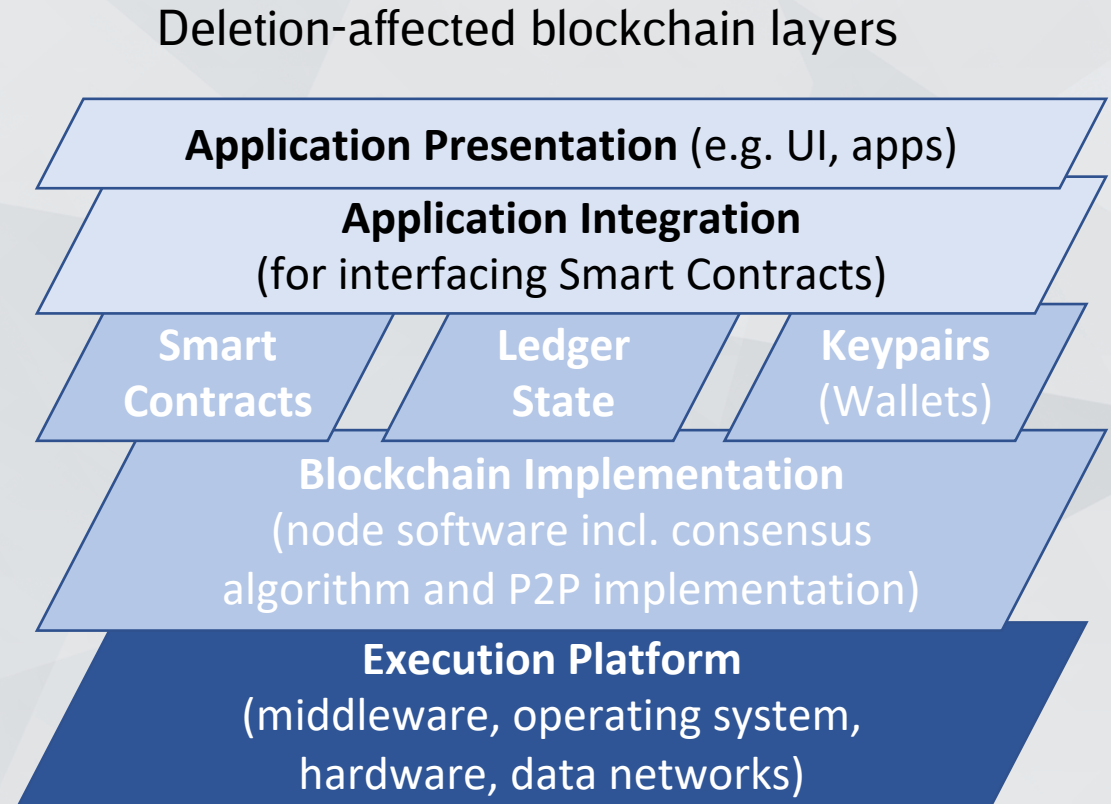 Deletion-affected blockchain layers
Application Presentation (e.g. UI, apps)
Application Integration
(for interfacing Smart Contracts)
Smart
Contracts
Ledger
State
Keypairs
(Wallets)
Blockchain Implementation
(node software incl. consensus
algorithm and P2P implementation)
Execution Platform
(middleware, operating system,
hardware, data networks)